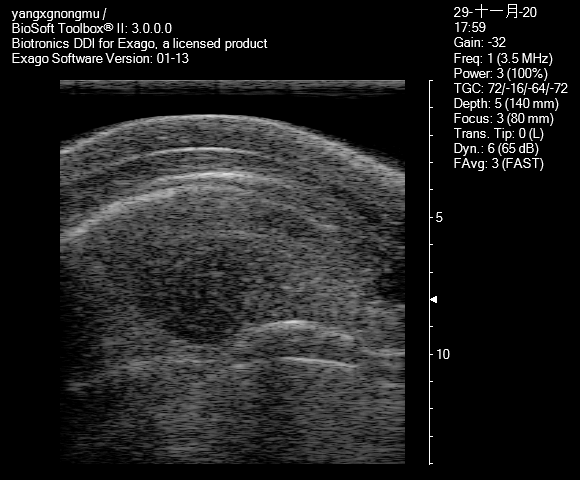 yangxgnongmu /
BioSoft Toolbox® II: 3.0.0.0
Biotronics DDI for Exago, a licensed product
Exago Software Version: 01-13
29-十一月-20
17:59
Gain: -32
Freq: 1 (3.5 MHz)
Power: 3 (100%)
TGC: 72/-16/-64/-72
Depth: 5 (140 mm)
Focus: 3 (80 mm)
Trans. Tip: 0 (L)
Dyn.: 6 (65 dB)
FAvg: 3 (FAST)
5
10